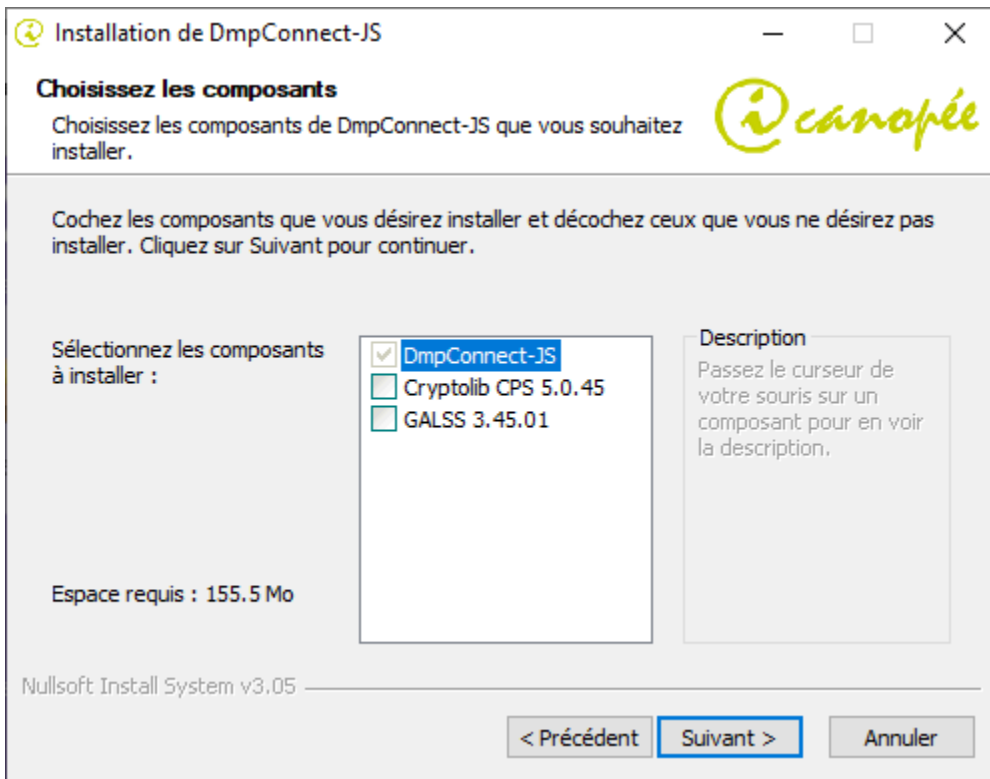 Installation de DmpConnect-JS
Choisissez les composants
Choisissez les composants de DmpConnect-JS que vous souhaitez
installer.
icanopée
Cochez les composants que vous désirez installer et décochez ceux que vous ne désirez pas
installer. Cliquez sur Suivant pour continuer.
Sélectionnez les composants
à installer :
DmpConnect-JS
Cryptolib CPS 5.0.45
GALSS 3.45.01
Description
Passez le curseur de
votre souris sur un
composant pour en voir
la description.
Espace requis : 155.5 Mo
Nullsoft Install System v3.05
< Précédent
Suivant >
Annuler